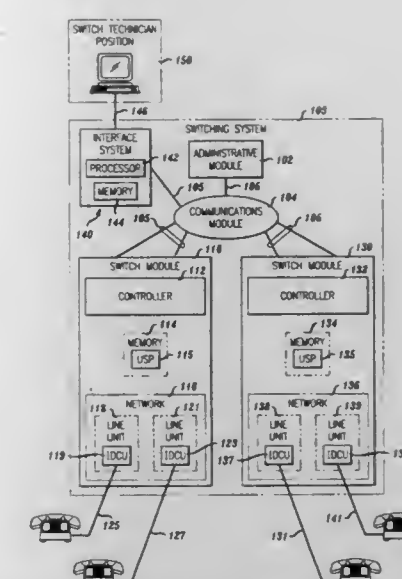 SWITCH TECHNICIAN
POSITION
150
146
103
SWITCHING SYSTEM
INTERFACE
SYSTEM
142
PROCESSOR
MEMORY
144
140
ADMINISTRATIVE
MODULE
102
105
106
104
COMMUNICATIONS
MODULE
105
106
110
SWITCH MODULE
112
CONTROLLER
114
MEMORY
USP
115
116
NETWORK
118
LINE
UNIT
IDCU
119
121
LINE
UNIT
IDCU
123
130
SWITCH MODULE
132
CONTROLLER
134
MEMORY
USP
135
136
NETWORK
138
LINE
UNIT
IDCU
137
139
LINE
UNIT
IDCU
125
127
131
141